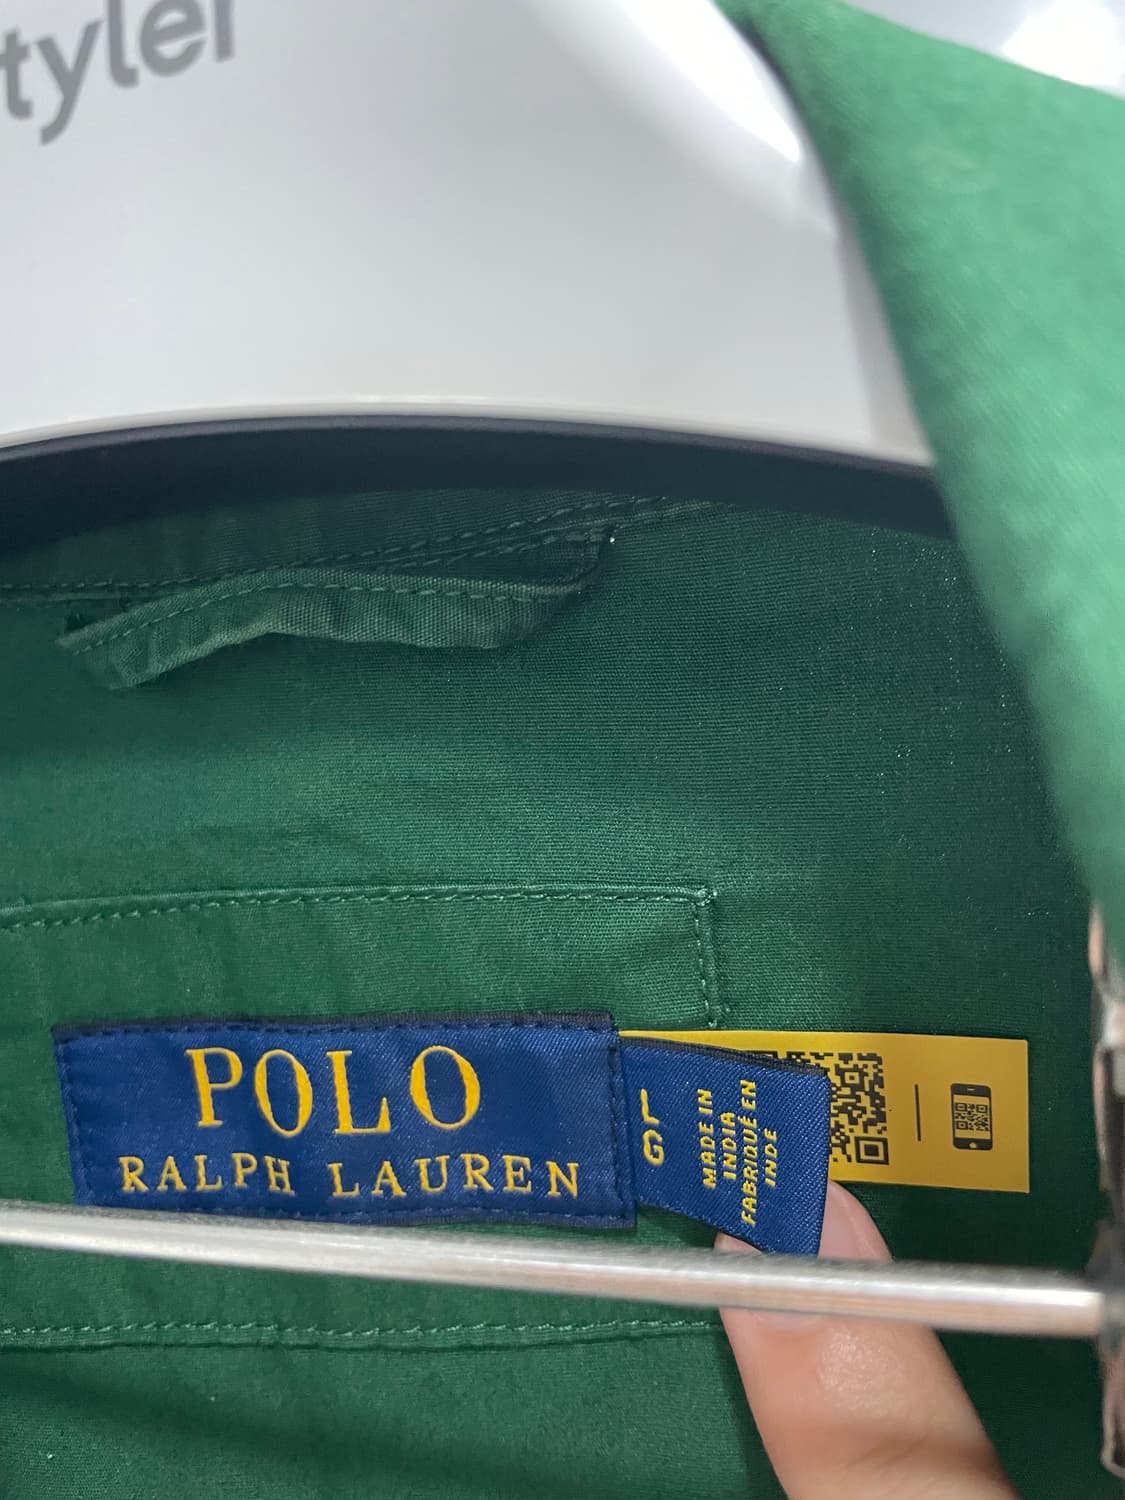 tyler
POLO
RALPH LAUREN
L
G
MADE IN
INDIA
FABRIQUÉ EN
INDE